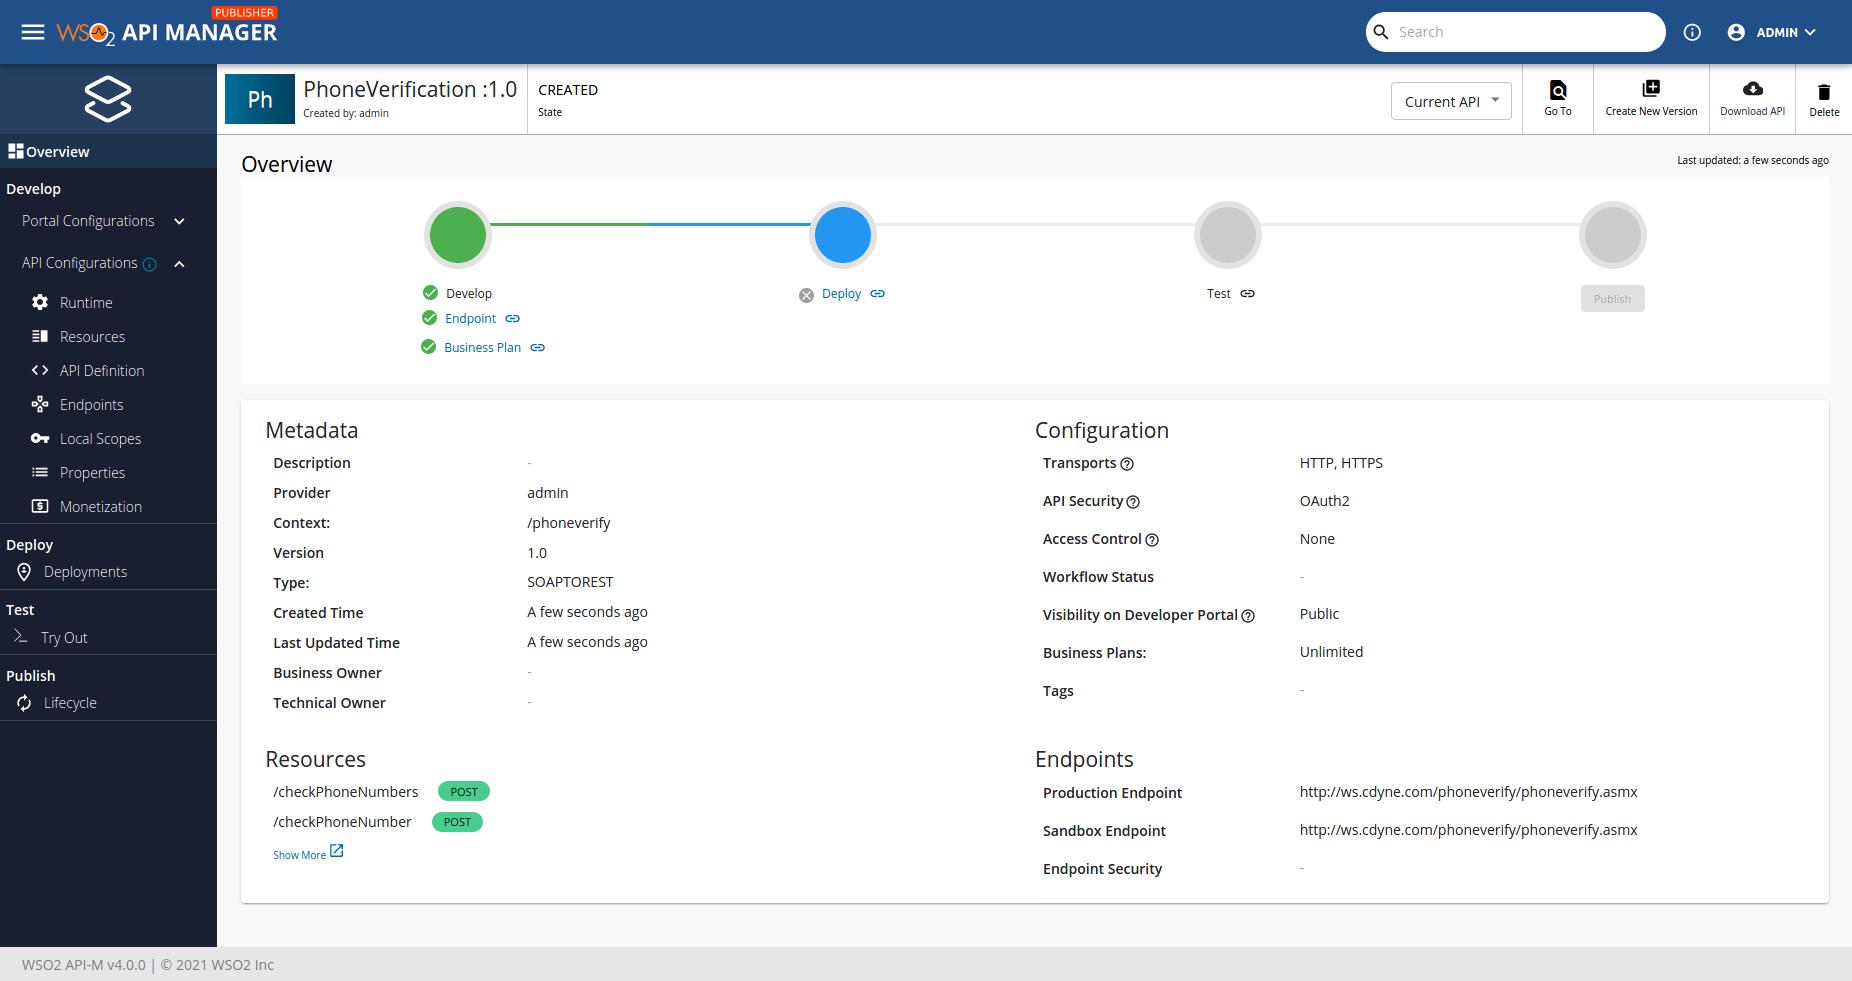 PUBLISHER
WSO2 API MANAGER
Search
ADMIN
Ph
PhoneVerification :1.0
Created by: admin
CREATED
State
Current API
Go To
Create New Version
Download API
Delete
Overview
Develop
Portal Configurations
API Configurations
Runtime
Resources
API Definition
Endpoints
Local Scopes
Properties
Monetization
Deploy
Deployments
Test
Try Out
Publish
Lifecycle
Overview
Last updated: a few seconds ago
Develop
Endpoint
Business Plan
Deploy
Test
Publish
Metadata
Description -
Provider admin
Context: /phoneverify
Version 1.0
Type: SOAPTOREST
Created Time A few seconds ago
Last Updated Time A few seconds ago
Business Owner -
Technical Owner -
Configuration
Transports HTTP, HTTPS
API Security OAuth2
Access Control None
Workflow Status -
Visibility on Developer Portal Public
Business Plans: Unlimited
Tags -
Resources
/checkPhoneNumbers POST
/checkPhoneNumber POST
Show More
Endpoints
Production Endpoint http://ws.cdyne.com/phoneverify/phoneverify.asmx
Sandbox Endpoint http://ws.cdyne.com/phoneverify/phoneverify.asmx
Endpoint Security -
WSO2 API-M v4.0.0 | © 2021 WSO2 Inc